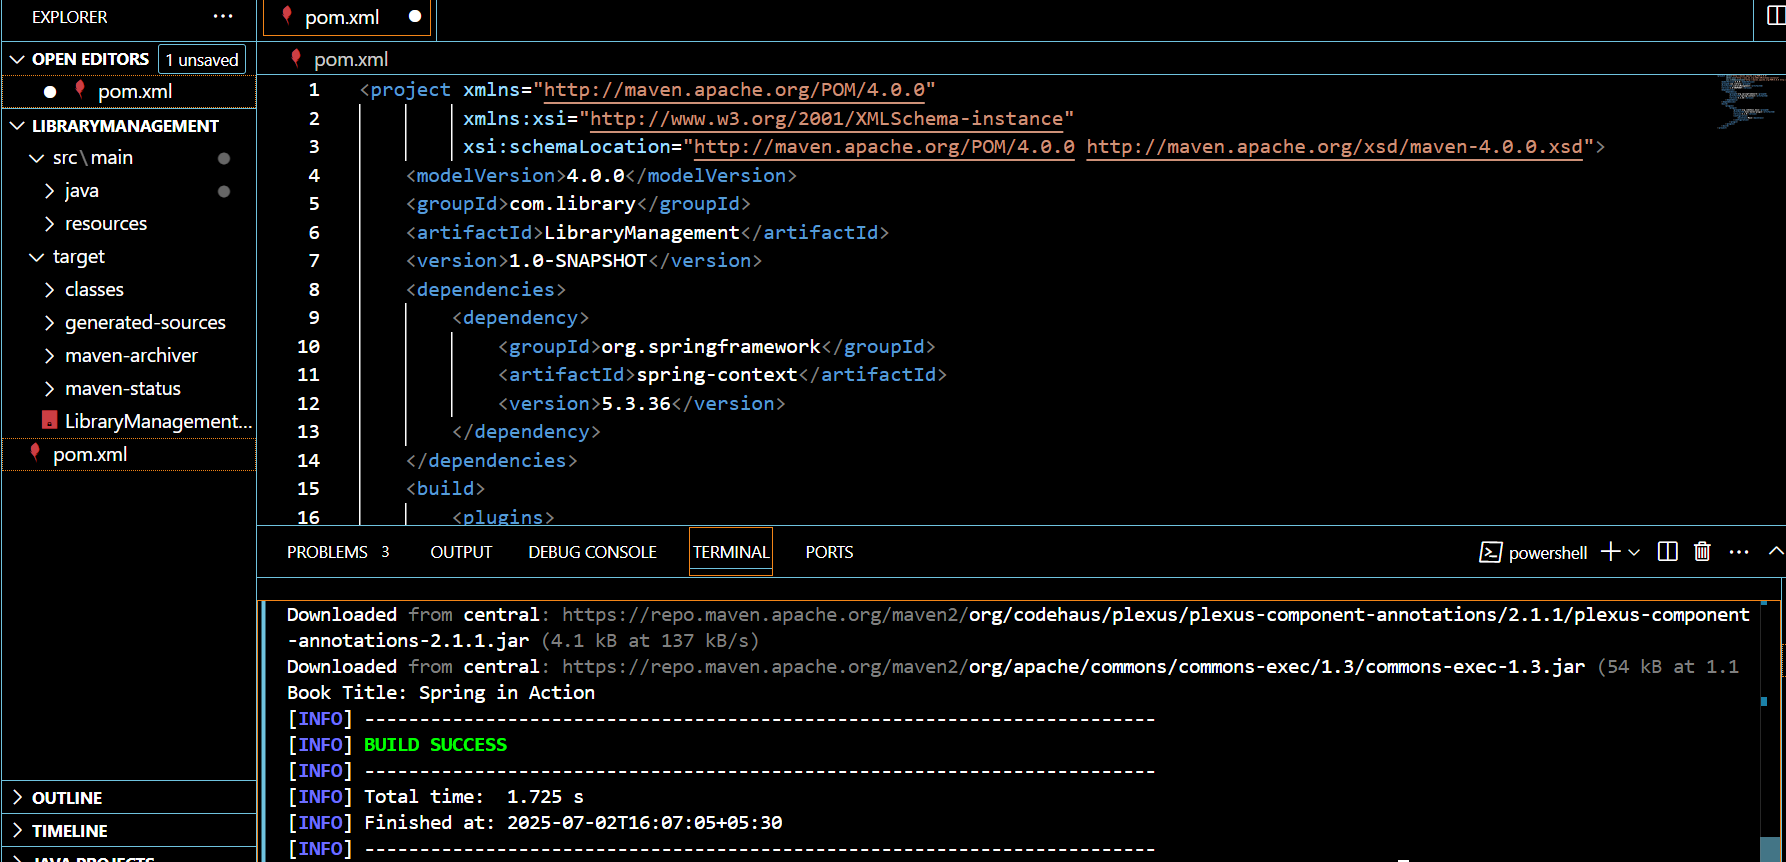 EXPLORER
OPEN EDITORS
1 unsaved
pom.xml
LIBRARYMANAGEMENT
src\main
java
resources
target
classes
generated-sources
maven-archiver
maven-status
LibraryManagement...
pom.xml
OUTLINE
TIMELINE
JAVA PROJECTS
pom.xml
pom.xml
1 <project xmlns="http://maven.apache.org/POM/4.0.0"
2 xmlns:xsi="http://www.w3.org/2001/XMLSchema-instance"
3 xsi:schemaLocation="http://maven.apache.org/POM/4.0.0 http://maven.apache.org/xsd/maven-4.0.0.xsd">
4 <modelVersion>4.0.0</modelVersion>
5 <groupId>com.library</groupId>
6 <artifactId>LibraryManagement</artifactId>
7 <version>1.0-SNAPSHOT</version>
8 <dependencies>
9 <dependency>
10 <groupId>org.springframework</groupId>
11 <artifactId>spring-context</artifactId>
12 <version>5.3.36</version>
13 </dependency>
14 </dependencies>
15 <build>
16 <plugins>
PROBLEMS 3 OUTPUT DEBUG CONSOLE TERMINAL PORTS powershell
Downloaded from central: https://repo.maven.apache.org/maven2/org/codehaus/plexus/plexus-component-annotations/2.1.1/plexus-component
-annotations-2.1.1.jar (4.1 kB at 137 kB/s)
Downloaded from central: https://repo.maven.apache.org/maven2/org/apache/commons/commons-exec/1.3/commons-exec-1.3.jar (54 kB at 1.1
Book Title: Spring in Action
[INFO] ------------------------------------------------------------------------
[INFO] BUILD SUCCESS
[INFO] ------------------------------------------------------------------------
[INFO] Total time:  1.725 s
[INFO] Finished at: 2025-07-02T16:07:05+05:30
[INFO] ------------------------------------------------------------------------